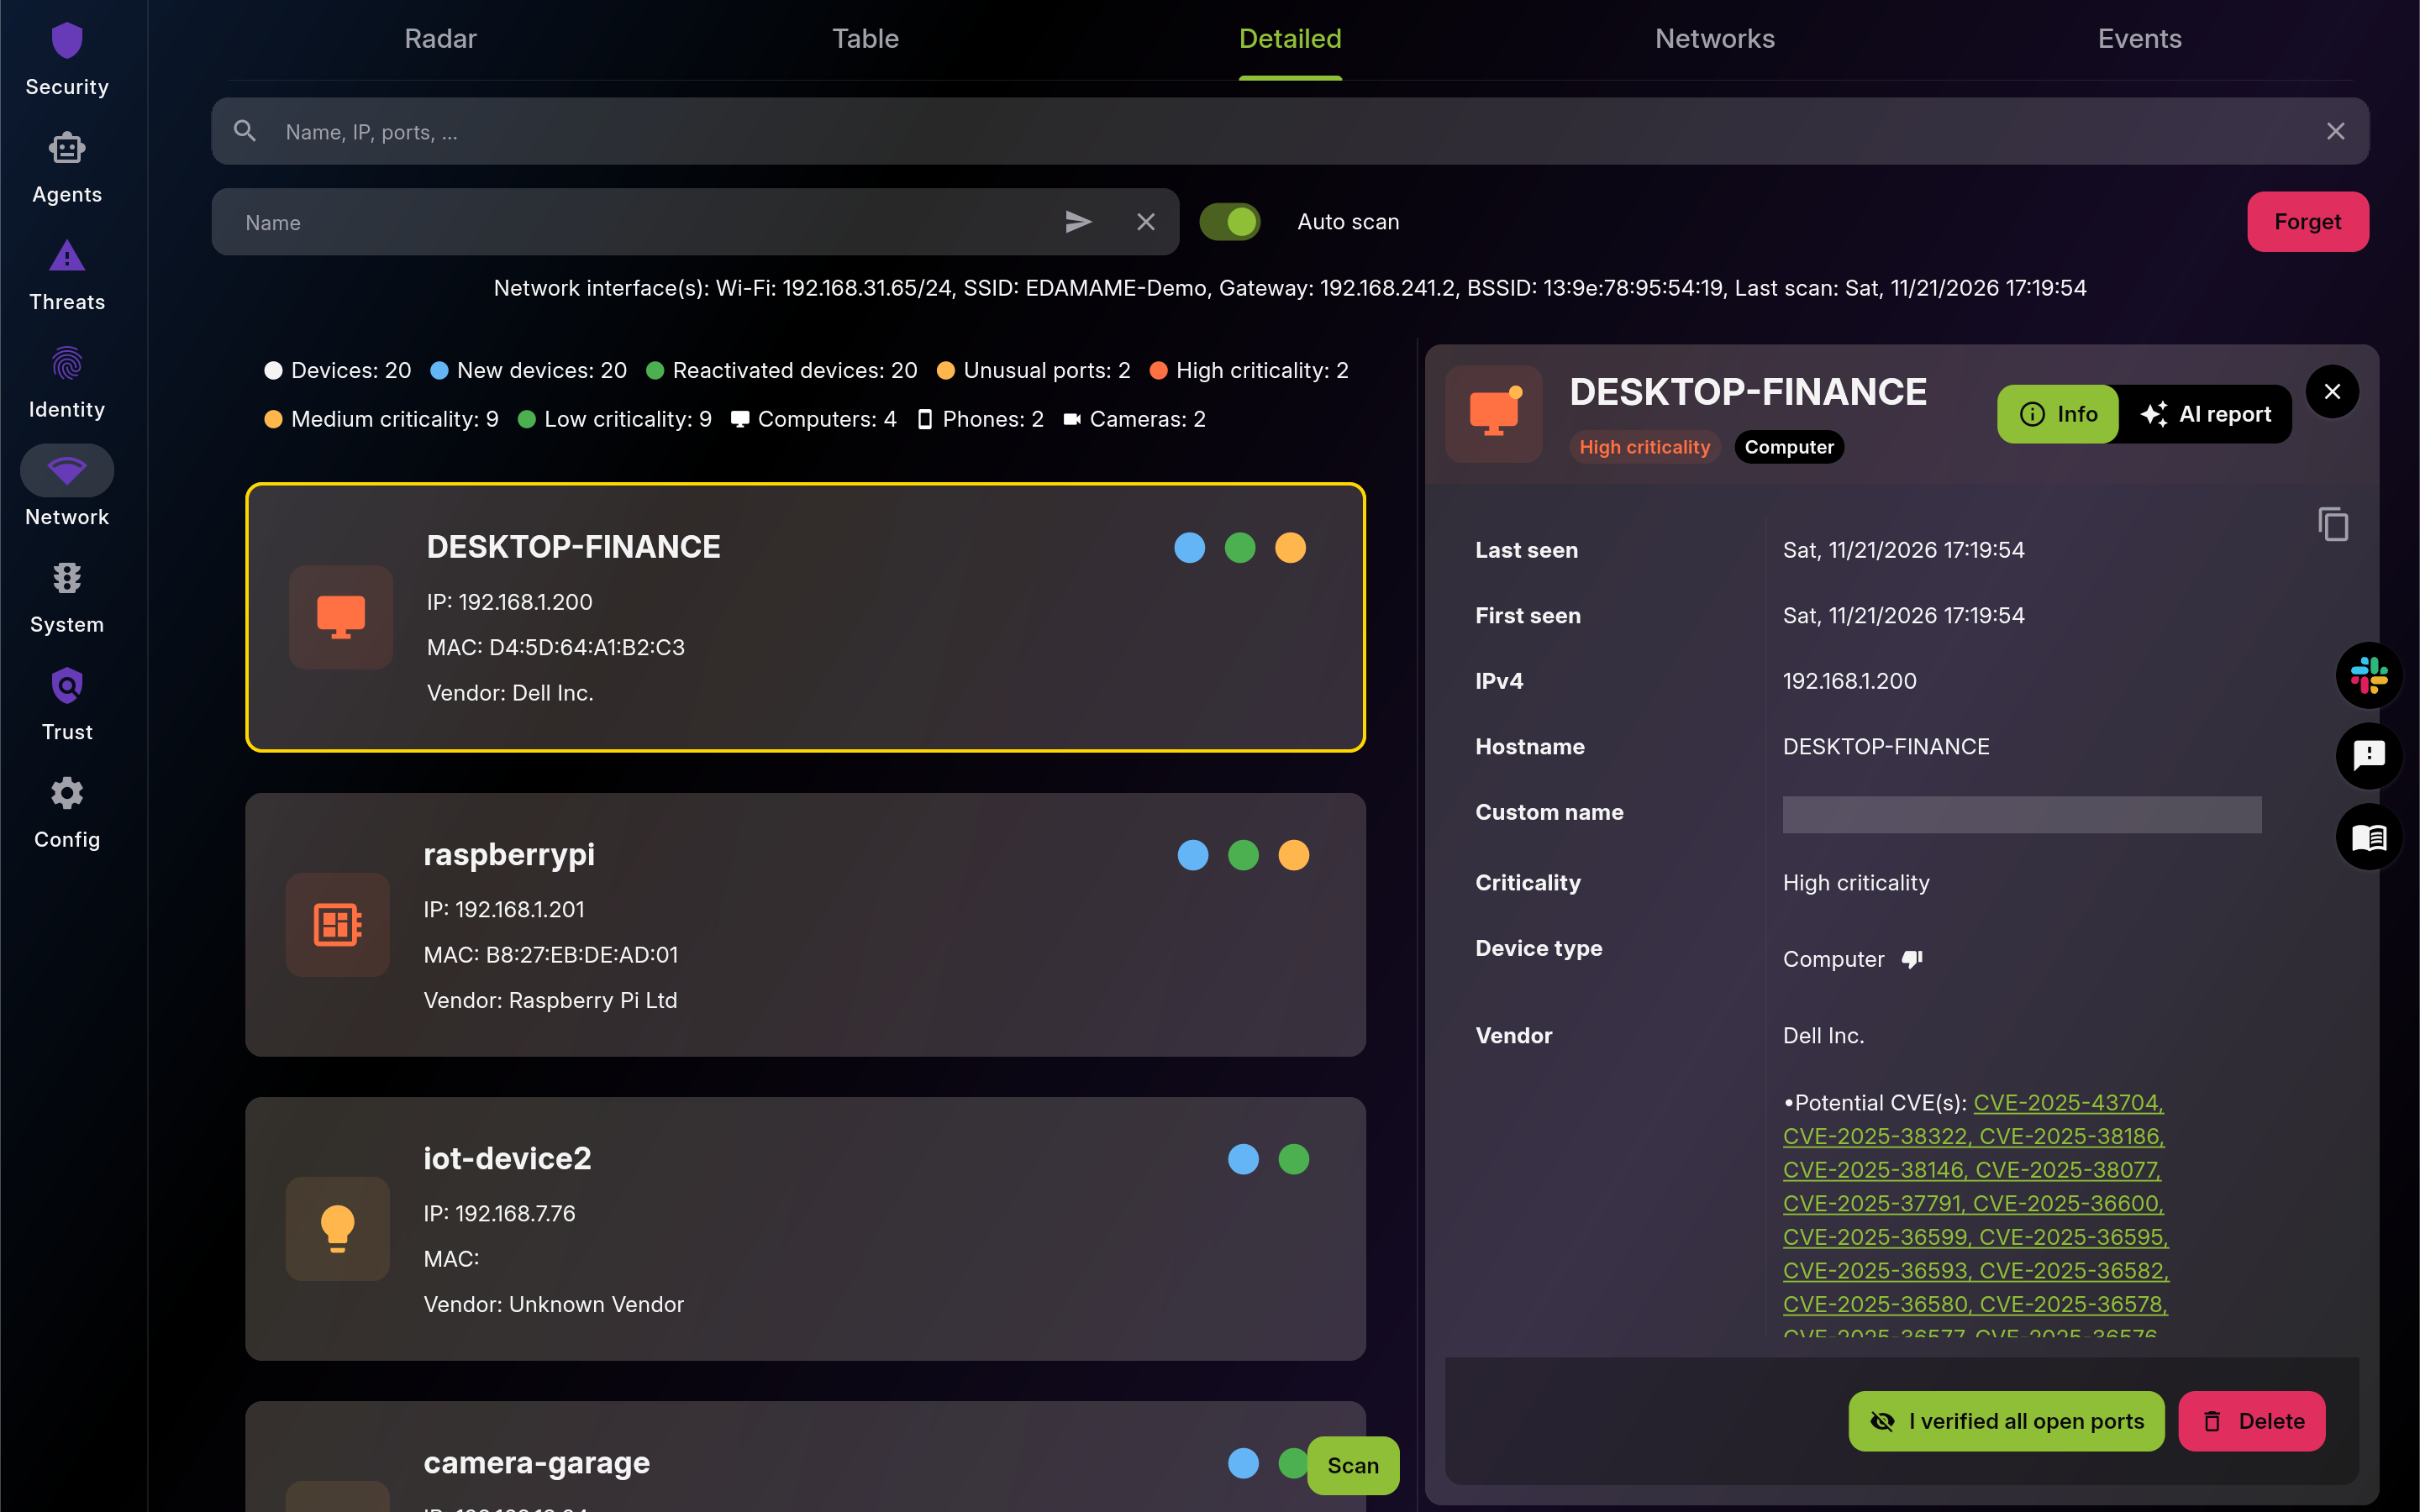 Security
Agents
Threats
Identity
Network
System
Trust
Config
Radar
Table
Detailed
Networks
Events
Name, IP, ports, ...
Name
Auto scan
Forget
Network interface(s): Wi-Fi: 192.168.31.65/24, SSID: EDAMAME-Demo, Gateway: 192.168.241.2, BSSID: 13:9e:78:95:54:19, Last scan: Sat, 11/21/2026 17:19:54
Devices: 20 New devices: 20 Reactivated devices: 20 Unusual ports: 2 High criticality: 2
Medium criticality: 9 Low criticality: 9 Computers: 4 Phones: 2 Cameras: 2
DESKTOP-FINANCE
IP: 192.168.1.200
MAC: D4:5D:64:A1:B2:C3
Vendor: Dell Inc.
raspberrypi
IP: 192.168.1.201
MAC: B8:27:EB:DE:AD:01
Vendor: Raspberry Pi Ltd
iot-device2
IP: 192.168.7.76
MAC:
Vendor: Unknown Vendor
camera-garage
Scan
DESKTOP-FINANCE
High criticality
Computer
Info
AI report
Last seen Sat, 11/21/2026 17:19:54
First seen Sat, 11/21/2026 17:19:54
IPv4 192.168.1.200
Hostname DESKTOP-FINANCE
Custom name
Criticality High criticality
Device type Computer
Vendor Dell Inc.
•Potential CVE(s): CVE-2025-43704,
CVE-2025-38322, CVE-2025-38186,
CVE-2025-38146, CVE-2025-38077,
CVE-2025-37791, CVE-2025-36600,
CVE-2025-36599, CVE-2025-36595,
CVE-2025-36593, CVE-2025-36582,
CVE-2025-36580, CVE-2025-36578,
CVE-2025-36577, CVE-2025-36576,
I verified all open ports
Delete